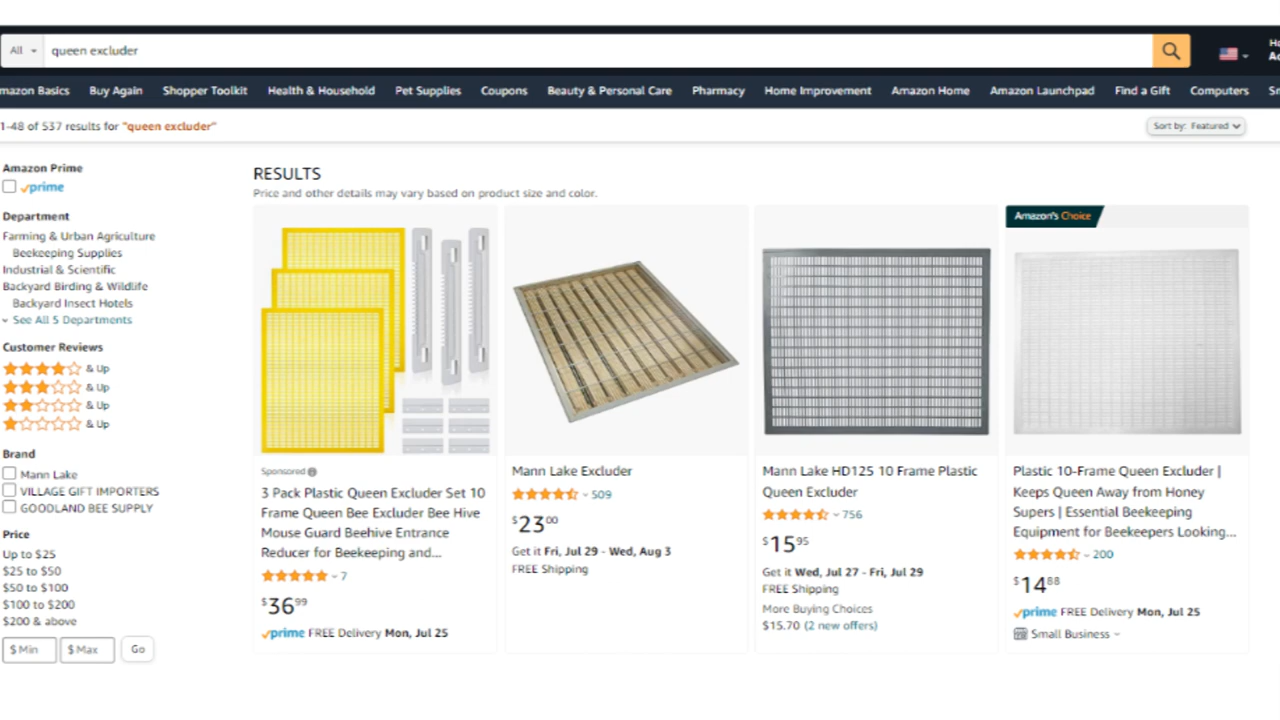 All
queen excluder
mazon Basics
Buy Again
Shopper Toolkit
Health & Household
Pet Supplies
Coupons
Beauty & Personal Care
Pharmacy
Home Improvement
Amazon Home
Amazon Launchpad
Find a Gift
Computers
1-48 of 537 results for "queen excluder"
Sort by: Featured
Amazon Prime
prime
Department
Farming & Urban Agriculture
Beekeeping Supplies
Industrial & Scientific
Backyard Birding & Wildlife
Backyard Insect Hotels
See All 5 Departments
Customer Reviews
& Up
& Up
& Up
& Up
Brand
Mann Lake
VILLAGE GIFT IMPORTERS
GOODLAND BEE SUPPLY
Price
Up to $25
$25 to $50
$50 to $100
$100 to $200
$200 & above
$ Min
$ Max
Go
RESULTS
Price and other details may vary based on product size and color.
Sponsored
3 Pack Plastic Queen Excluder Set 10
Frame Queen Bee Excluder Bee Hive
Mouse Guard Beehive Entrance
Reducer for Beekeeping and...
7
$36.99
prime FREE Delivery Mon, Jul 25
Mann Lake Excluder
509
$23.00
Get it Fri, Jul 29 - Wed, Aug 3
FREE Shipping
Mann Lake HD125 10 Frame Plastic
Queen Excluder
756
$15.95
Get it Wed, Jul 27 - Fri, Jul 29
FREE Shipping
More Buying Choices
$15.70 (2 new offers)
Amazon's Choice
Plastic 10-Frame Queen Excluder |
Keeps Queen Away from Honey
Supers | Essential Beekeeping
Equipment for Beekeepers Looking...
200
$14.88
prime FREE Delivery Mon, Jul 25
Small Business